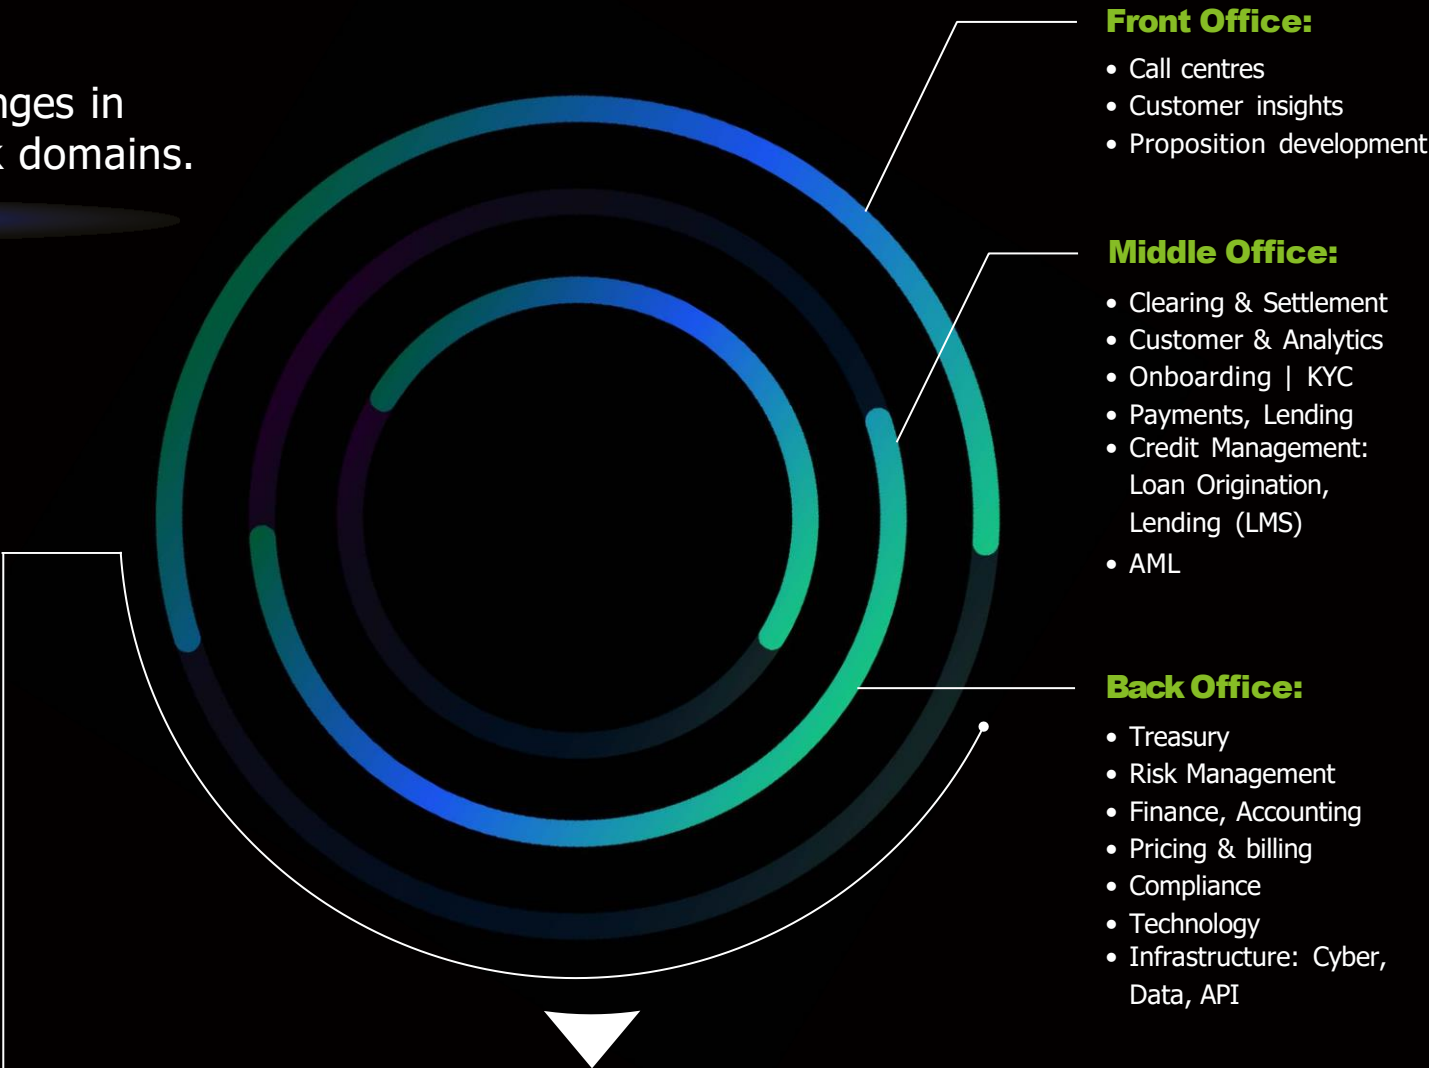 in
domains.
Front Office:
• Call centres
• Customer insights
• Proposition development
Middle Office:
• Clearing & Settlement
• Customer & Analytics
• Onboarding | KYC
• Payments, Lending
• Credit Management:
Loan Origination,
Lending (LMS)
• AML
Back Office:
• Treasury
• Risk Management
• Finance, Accounting
• Pricing & billing
• Compliance
• Technology
• Infrastructure: Cyber,
Data, API